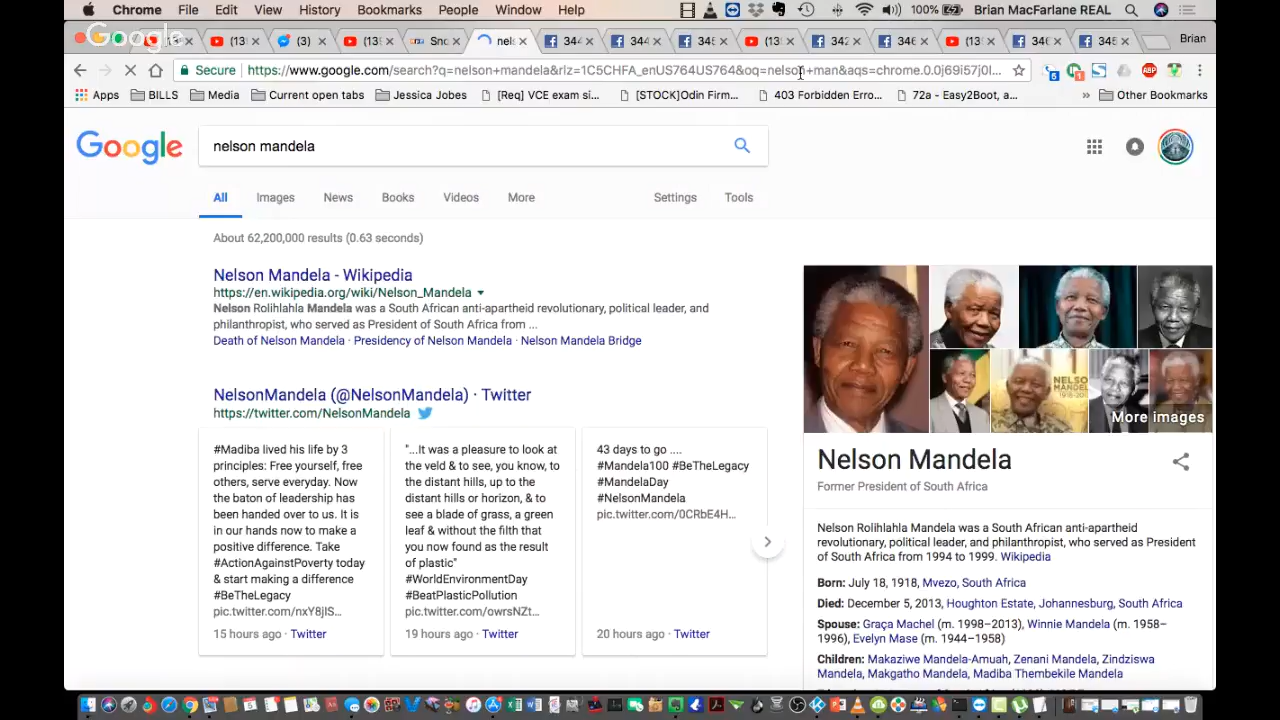 Chrome File Edit View History Bookmarks People Window Help 100% Brian MacFarlane REAL
Google
(3) Sno nels 344 344 345 342 346 346 345 Brian
Secure https://www.google.com/search?q=nelson+mandela&rlz=1C5CHFA_enUS764US764&oq=nelson+man&aqs=chrome.0.0j69i57j0l...
Apps BILLS Media Current open tabs Jessica Jobes [Req] VCE exam si... [STOCK]Odin Firm... 403 Forbidden Erro... 72a - Easy2Boot, a... » Other Bookmarks
Google nelson mandela
All Images News Books Videos More Settings Tools
About 62,200,000 results (0.63 seconds)
Nelson Mandela - Wikipedia
https://en.wikipedia.org/wiki/Nelson_Mandela
Nelson Rolihlahla Mandela was a South African anti-apartheid revolutionary, political leader, and
philanthropist, who served as President of South Africa from ...
Death of Nelson Mandela · Presidency of Nelson Mandela · Nelson Mandela Bridge
NelsonMandela (@NelsonMandela) · Twitter
https://twitter.com/NelsonMandela
#Madiba lived his life by 3
principles: Free yourself, free
others, serve everyday. Now
the baton of leadership has
been handed over to us. It is
in our hands now to make a
positive difference. Take
#ActionAgainstPoverty today
& start making a difference
#BeTheLegacy
pic.twitter.com/nxY8jIS...
15 hours ago · Twitter
"...It was a pleasure to look at
the veld & to see, you know, to
the distant hills, up to the
distant hills or horizon, & to
see a blade of grass, a green
leaf & without the filth that
you now found as the result
of plastic"
#WorldEnvironmentDay
#BeatPlasticPollution
pic.twitter.com/owrsNZt...
19 hours ago · Twitter
43 days to go ....
#Mandela100 #BeTheLegacy
#MandelaDay
#NelsonMandela
pic.twitter.com/0CRbE4H...
20 hours ago · Twitter
More images
Nelson Mandela
Former President of South Africa
Nelson Rolihlahla Mandela was a South African anti-apartheid
revolutionary, political leader, and philanthropist, who served as President
of South Africa from 1994 to 1999. Wikipedia
Born: July 18, 1918, Mvezo, South Africa
Died: December 5, 2013, Houghton Estate, Johannesburg, South Africa
Spouse: Graça Machel (m. 1998–2013), Winnie Mandela (m. 1958–
1996), Evelyn Mase (m. 1944–1958)
Children: Makaziwe Mandela-Amuah, Zenani Mandela, Zindziswa
Mandela, Makgatho Mandela, Madiba Thembekile Mandela